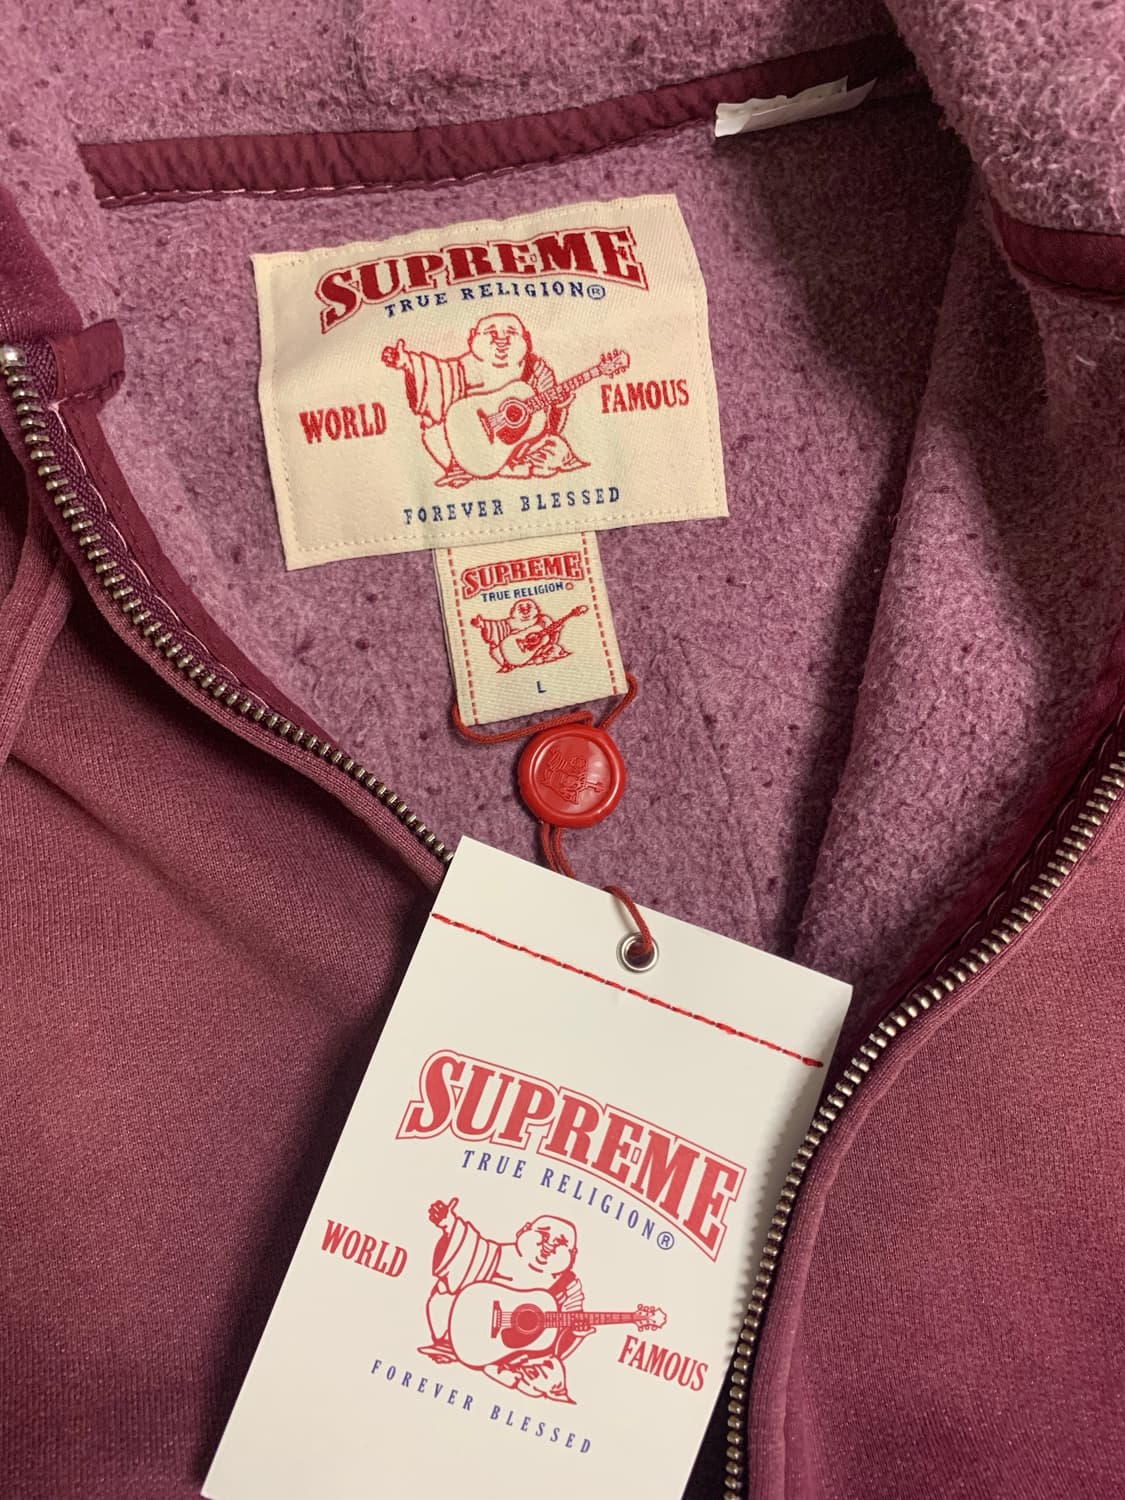 SUPREME
TRUE RELIGION®
WORLD FAMOUS
FOREVER BLESSED
SUPREME
TRUE RELIGION®
L
SUPREME
TRUE RELIGION®
WORLD
FAMOUS
FOREVER BLESSED